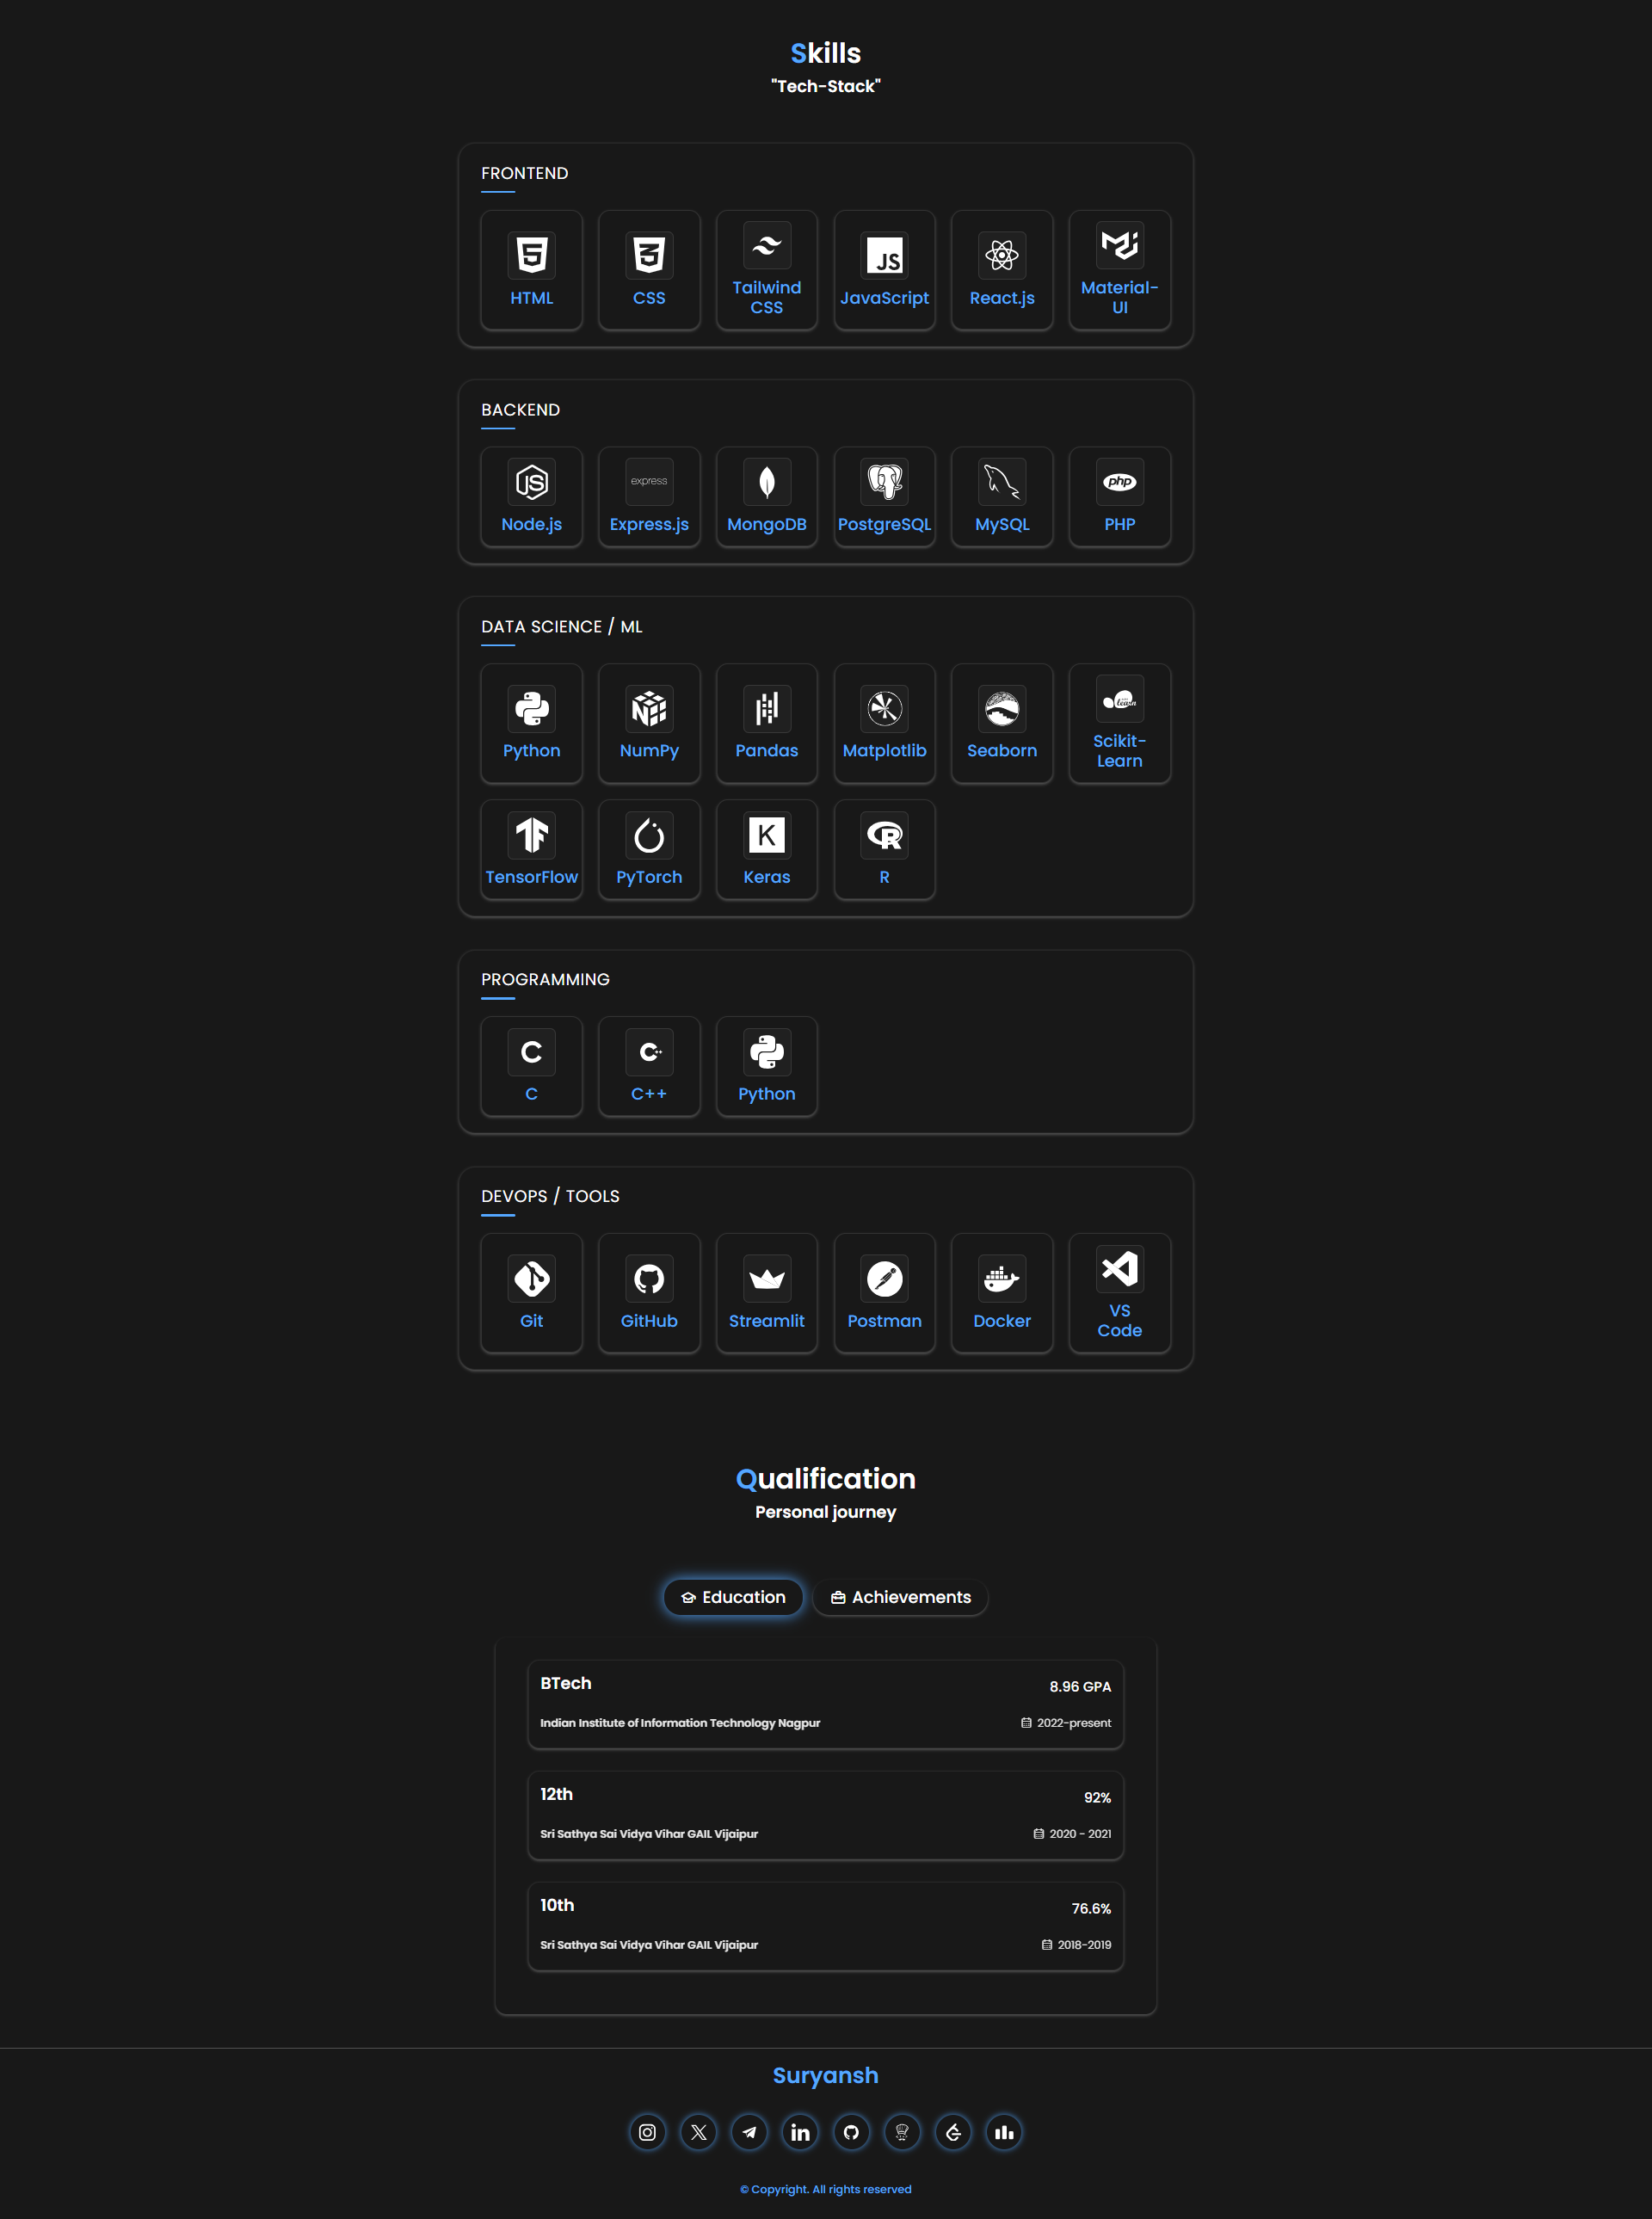 Skills
"Tech-Stack"
FRONTEND
HTML
CSS
Tailwind
CSS
JS
JavaScript
React.js
Material-
UI
BACKEND
JS
Node.js
express
Express.js
MongoDB
PostgreSQL
MySQL
php
PHP
DATA SCIENCE / ML
Python
NumPy
Pandas
Matplotlib
Seaborn
learn
Scikit-
Learn
TensorFlow
PyTorch
K
Keras
R
R
PROGRAMMING
C
C
C++
C++
Python
DEVOPS / TOOLS
Git
GitHub
Streamlit
Postman
Docker
VS
Code
Qualification
Personal journey
Education
Achievements
BTech
8.96 GPA
Indian Institute of Information Technology Nagpur
2022-present
12th
92%
Sri Sathya Sai Vidya Vihar GAIL Vijaipur
2020 - 2021
10th
76.6%
Sri Sathya Sai Vidya Vihar GAIL Vijaipur
2018-2019
Suryansh
in
© Copyright. All rights reserved